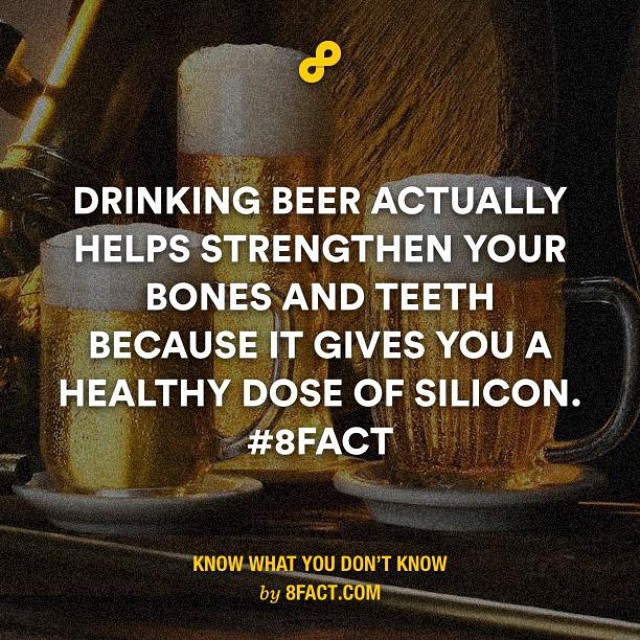 DRINKING BEER ACTUALLY
HELPS STRENGTHEN YOUR
BONES AND TEETH
BECAUSE IT GIVES YOU A
HEALTHY DOSE OF SILICON.
#8FACT
KNOW WHAT YOU DON'T KNOW
by 8FACT.COM